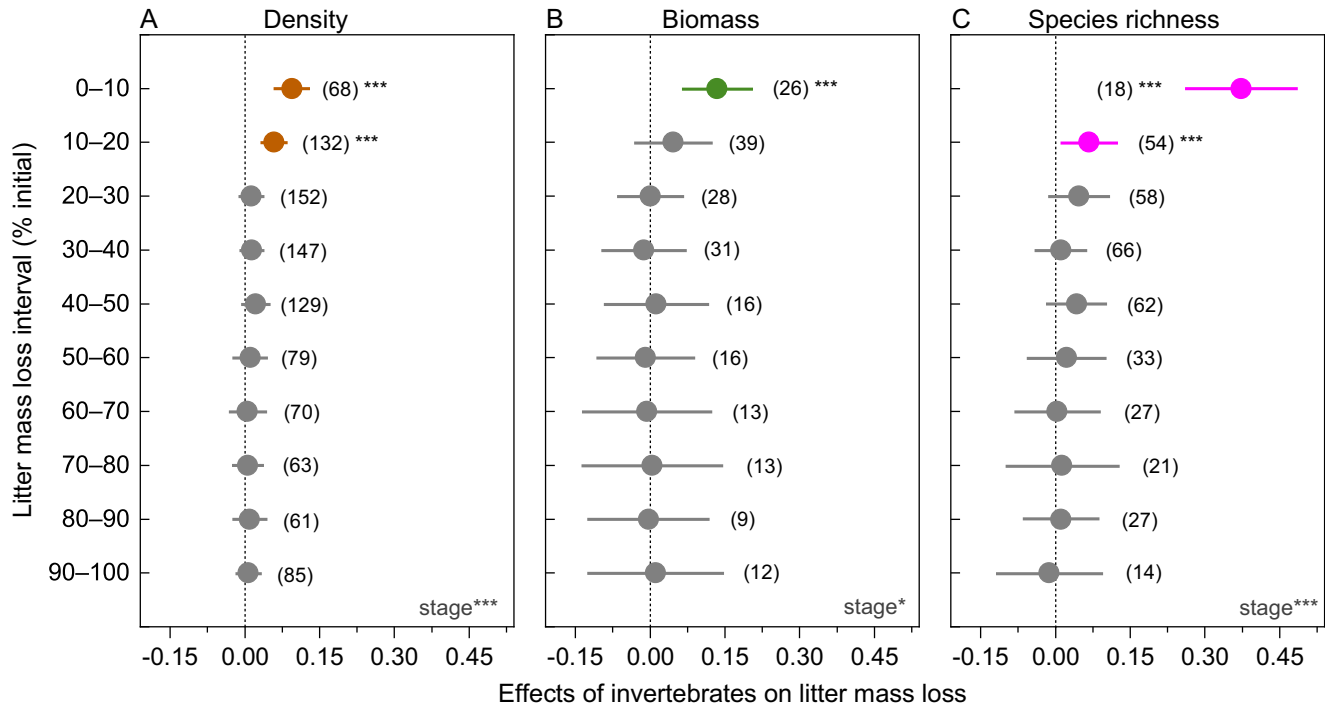 A Density B Biomass C Species richness
Litter mass loss interval (% initial)
0–10 (68) *** (26) *** (18) ***
10–20 (132) *** (39) (54) ***
20–30 (152) (28) (58)
30–40 (147) (31) (66)
40–50 (129) (16) (62)
50–60 (79) (16) (33)
60–70 (70) (13) (27)
70–80 (63) (13) (21)
80–90 (61) (9) (27)
90–100 (85) (12) (14)
stage*** stage* stage***
-0.15 0.00 0.15 0.30 0.45 -0.15 0.00 0.15 0.30 0.45 -0.15 0.00 0.15 0.30 0.45
Effects of invertebrates on litter mass loss